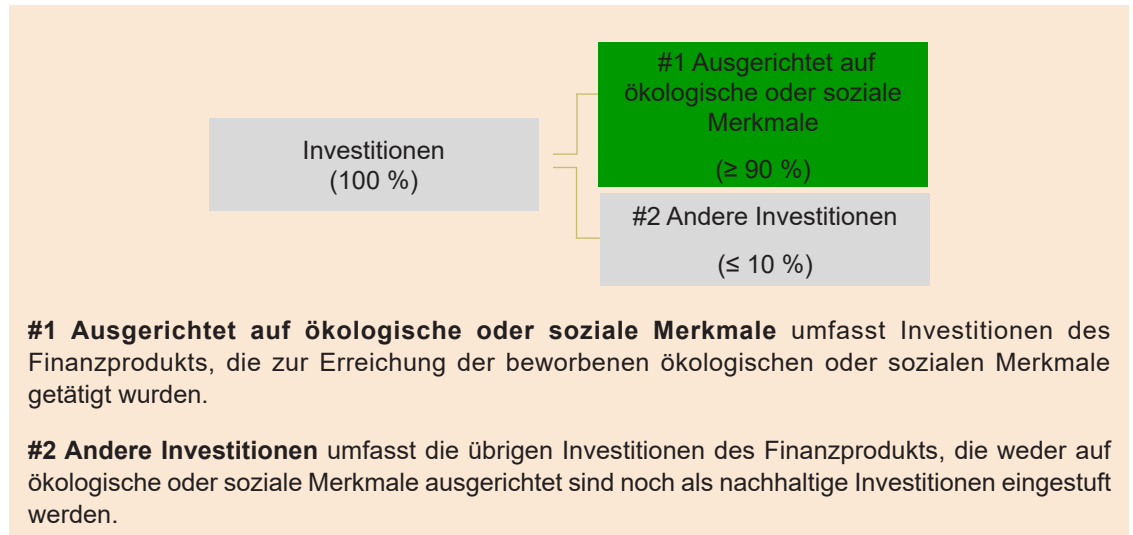 #1 Ausgerichtet auf
ökologische oder soziale
Merkmale
(≥ 90 %)
Investitionen
(100 %)
#2 Andere Investitionen
(≤ 10 %)
#1 Ausgerichtet auf ökologische oder soziale Merkmale umfasst Investitionen des
Finanzprodukts, die zur Erreichung der beworbenen ökologischen oder sozialen Merkmale
getätigt wurden.
#2 Andere Investitionen umfasst die übrigen Investitionen des Finanzprodukts, die weder auf
ökologische oder soziale Merkmale ausgerichtet sind noch als nachhaltige Investitionen eingestuft
werden.